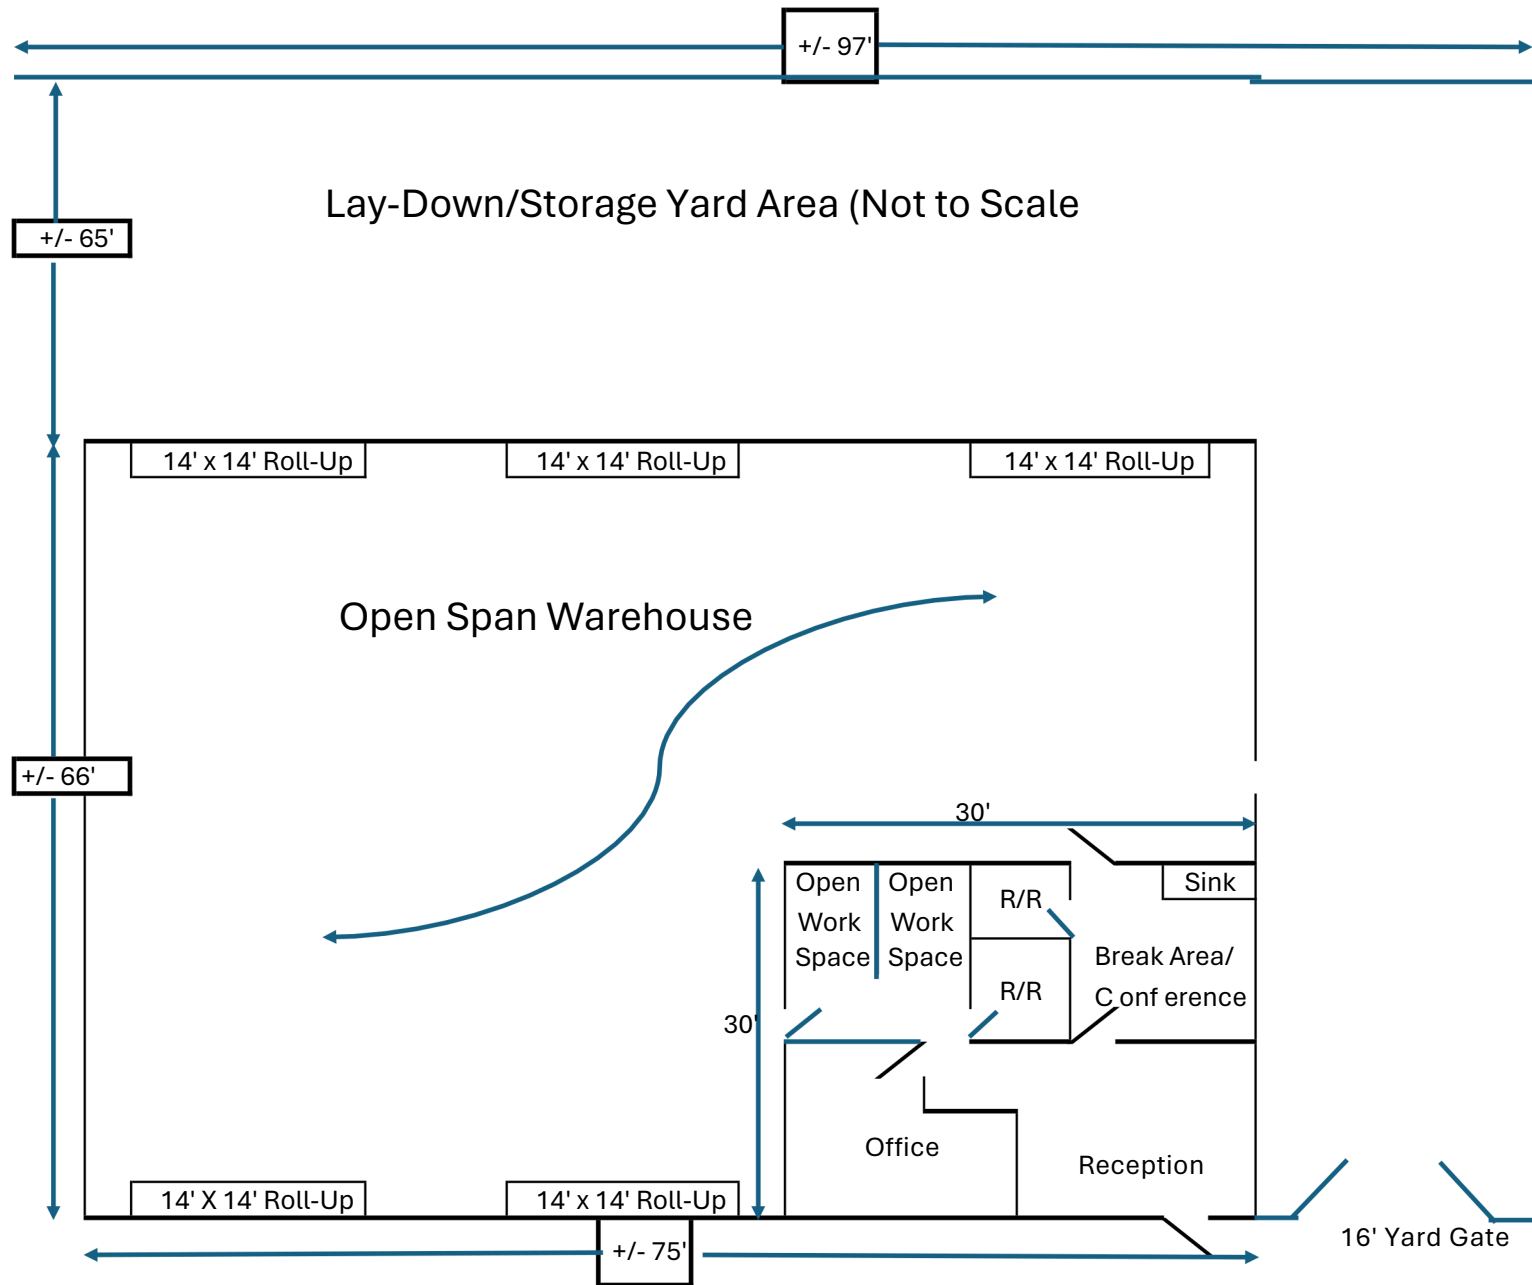 +/- 97'
Lay-Down/Storage Yard Area (Not to Scale
+/- 65'
14' x 14' Roll-Up
14' x 14' Roll-Up
14' x 14' Roll-Up
Open Span Warehouse
+/- 66'
30'
Open
Work
Space
Open
Work
Space
R/R
Sink
Break Area/
Conference
R/R
30'
Office
Reception
14' X 14' Roll-Up
14' x 14' Roll-Up
+/- 75'
16' Yard Gate